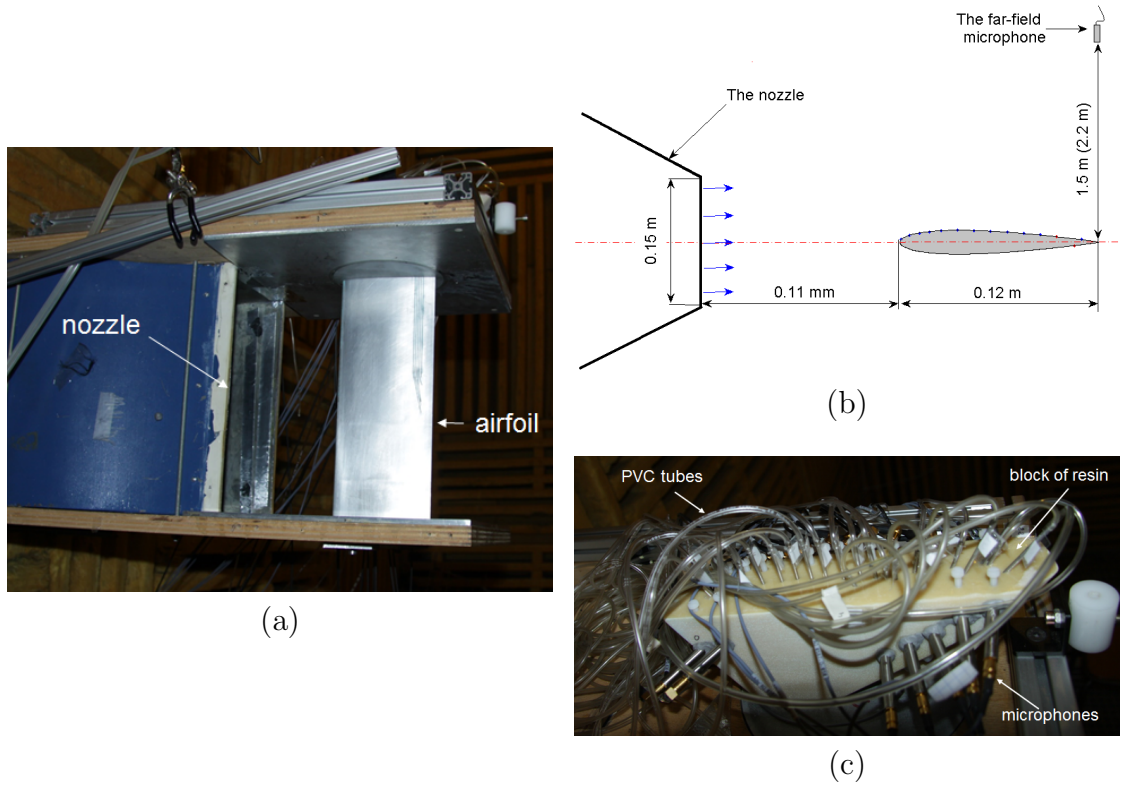 nozzle
airfoil
(a)
The far-field
microphone
The nozzle
1.5 m (2.2 m)
0.15 m
0.11 mm
0.12 m
(b)
PVC tubes
block of resin
microphones
(c)